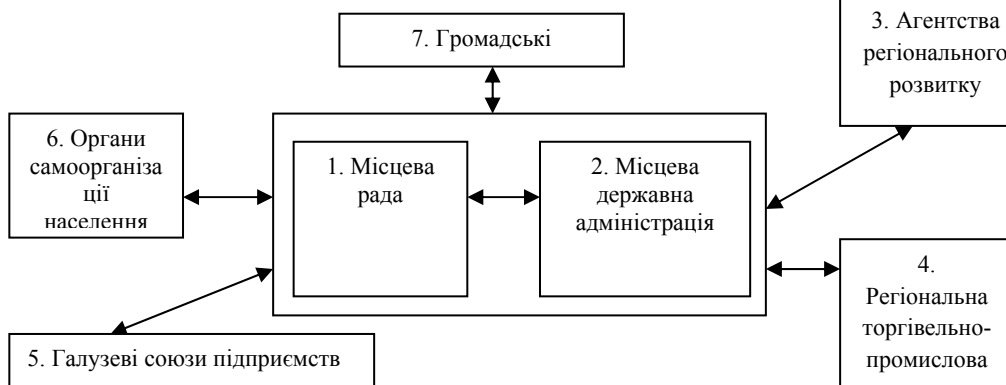 7. Громадські
3. Агентства
регіонального
розвитку
6. Органи
самоорганіза
ції
населення
1. Місцева
рада
2. Місцева
державна
адміністрація
4.
Регіональна
торгівельно-
промислова
5. Галузеві союзи підприємств